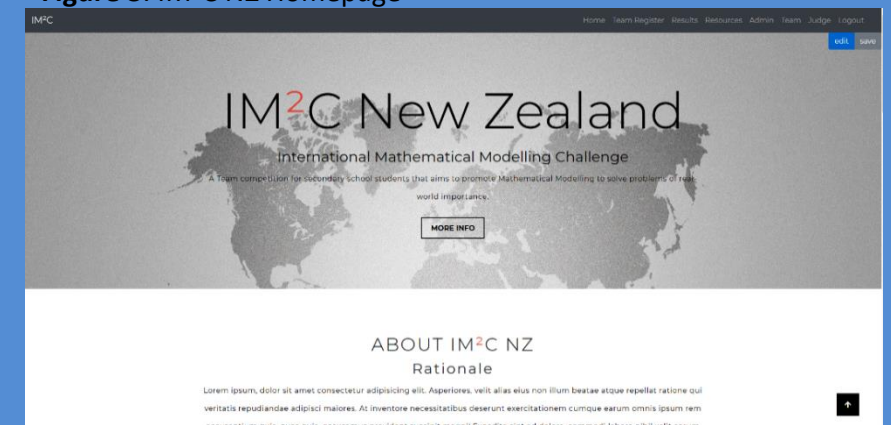 IM²C NZ Homepage
IM²C Home Team Register Results Resources Admin Team Judge Logout
edit save
IM²C New Zealand
International Mathematical Modelling Challenge
A Team competition for secondary school students that aims to promote Mathematical Modelling to solve problems of real
world importance.
MORE INFO
ABOUT IM²C NZ
Rationale
Lorem ipsum, dolor sit amet consectetur adipisicing elit. Asperiores, velit alias eius non illum beatae atque repellat ratione qui
veritatis repudiandae adipisci maiores. At inventore necessitatibus deserunt exercitationem cumque earum omnis ipsum rem